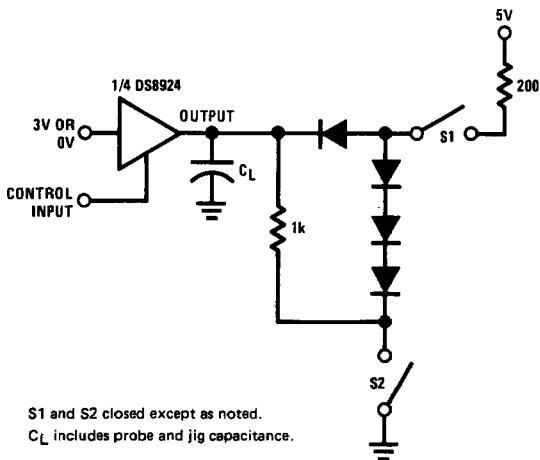 5V
1/4 DS8924
200
OUTPUT
3V OR
0V
S1
CL
CONTROL
INPUT
1k
S2
S1 and S2 closed except as noted.
CL includes probe and jig capacitance.